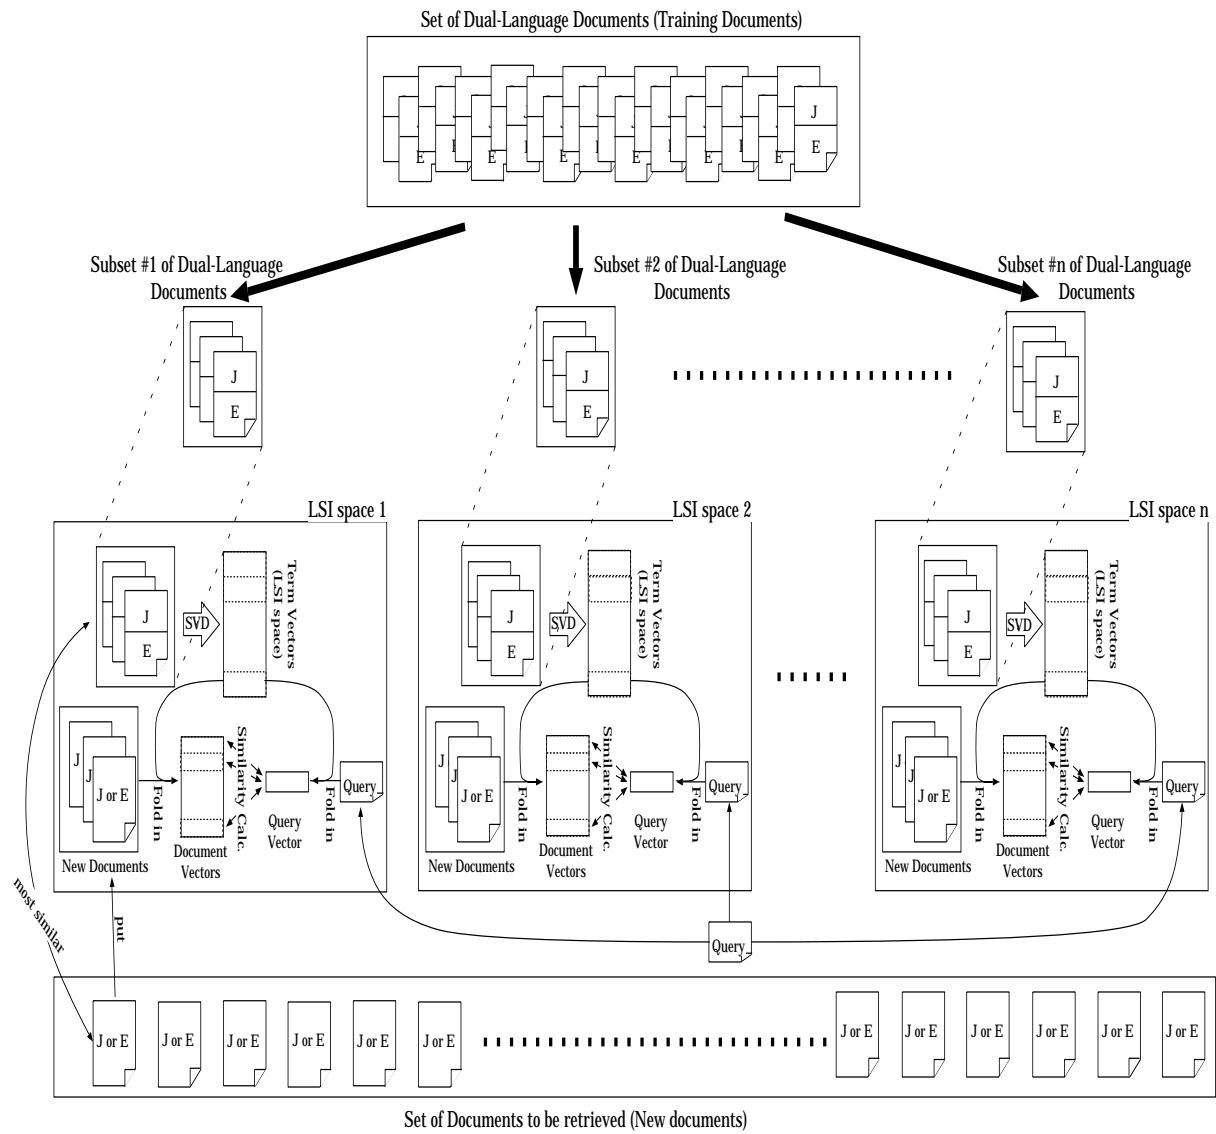 Set of Dual-Language Documents (Training Documents)
J
E
E
E
E
E
E
E
Subset #1 of Dual-Language
Documents
Subset #2 of Dual-Language
Documents
Subset #n of Dual-Language
Documents
J
E
J
E
J
E
LSI space 1
LSI space 2
LSI space n
J
E
SVD
Term Vectors
(LSI space)
J
J
J or E
New Documents
Fold in
Document
Vectors
Similarity Calc.
Query
Vector
Fold in
Query
J
E
SVD
Term Vectors
(LSI space)
J
J
J or E
New Documents
Fold in
Document
Vectors
Similarity Calc.
Query
Vector
Fold in
Query
J
E
SVD
Term Vectors
(LSI space)
J
J
J or E
New Documents
Fold in
Document
Vectors
Similarity Calc.
Query
Vector
Fold in
Query
most similar
put
Query
J or E
J or E
J or E
J or E
J or E
J or E
J or E
J or E
J or E
J or E
J or E
J or E
Set of Documents to be retrieved (New documents)